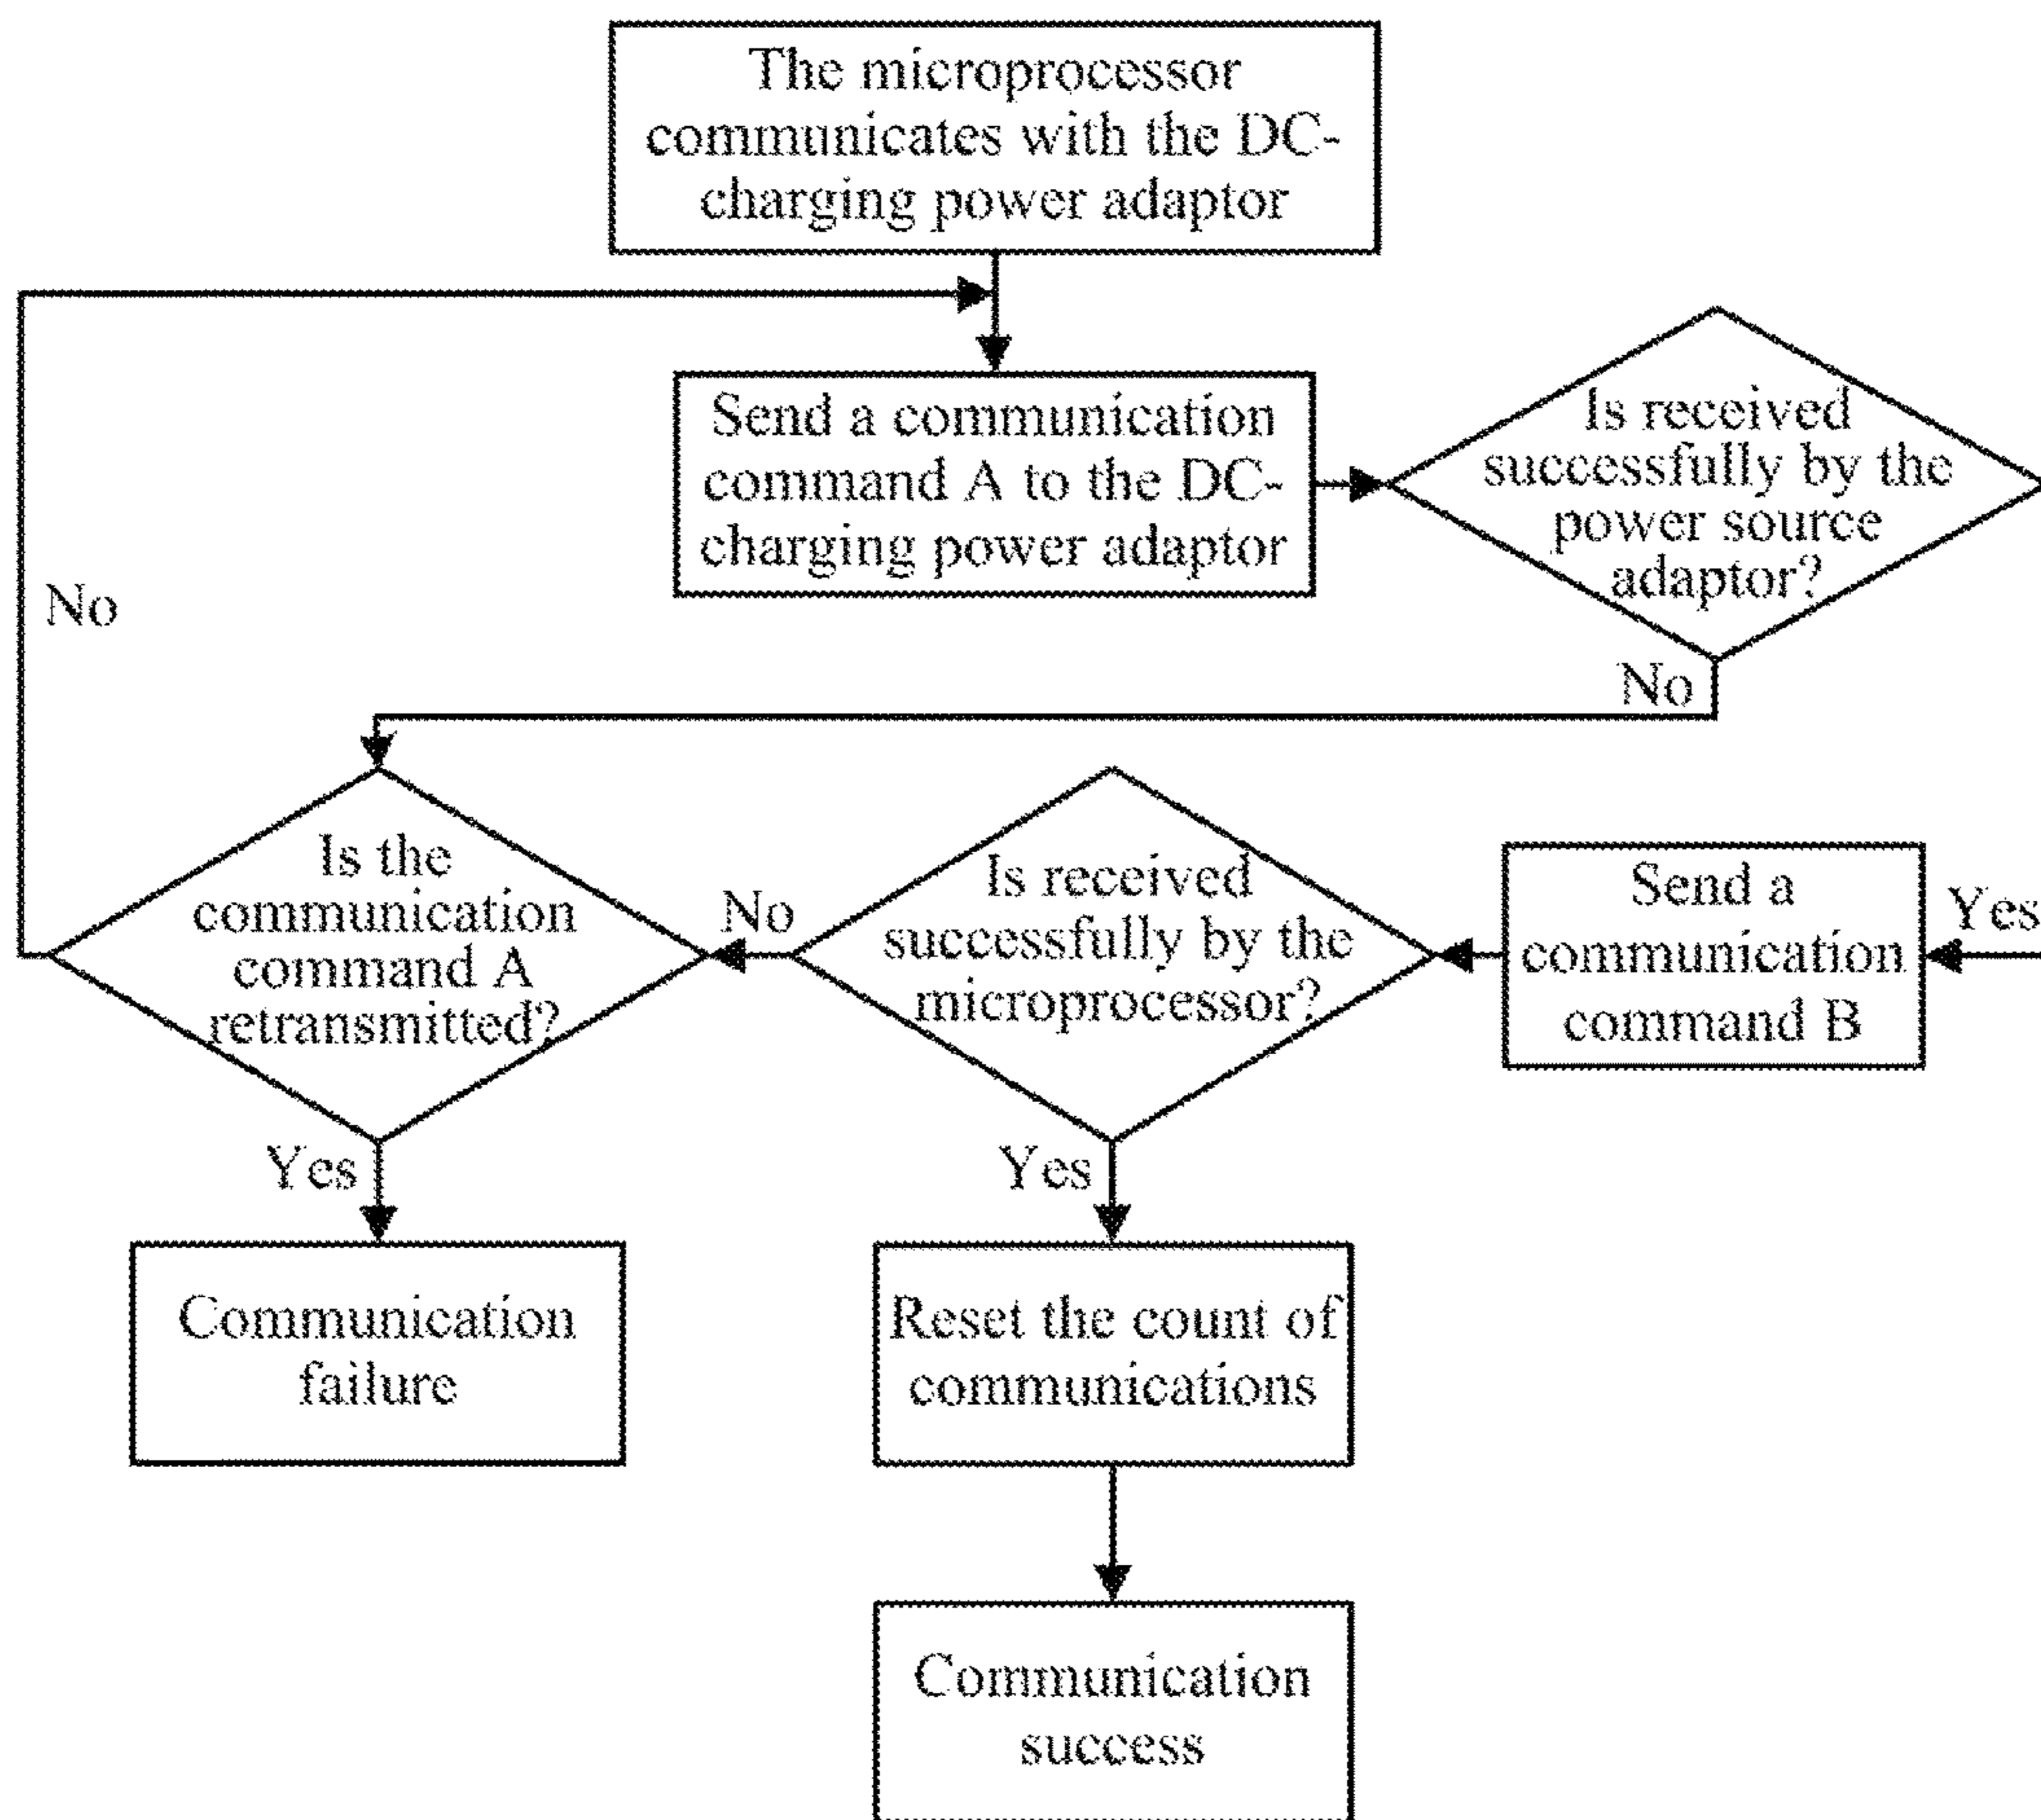 The microprocessor
communicates with the DC-
charging power adaptor
Send a communication
command A to the DC-
charging power adaptor
Is received
successfully by the
power source
adaptor?
No
No
Is the
communication
command A
retransmitted?
No
Is received
successfully by the
microprocessor?
Send a
communication
command B
Yes
Yes
Yes
Communication
failure
Reset the count of
communications
Communication
success